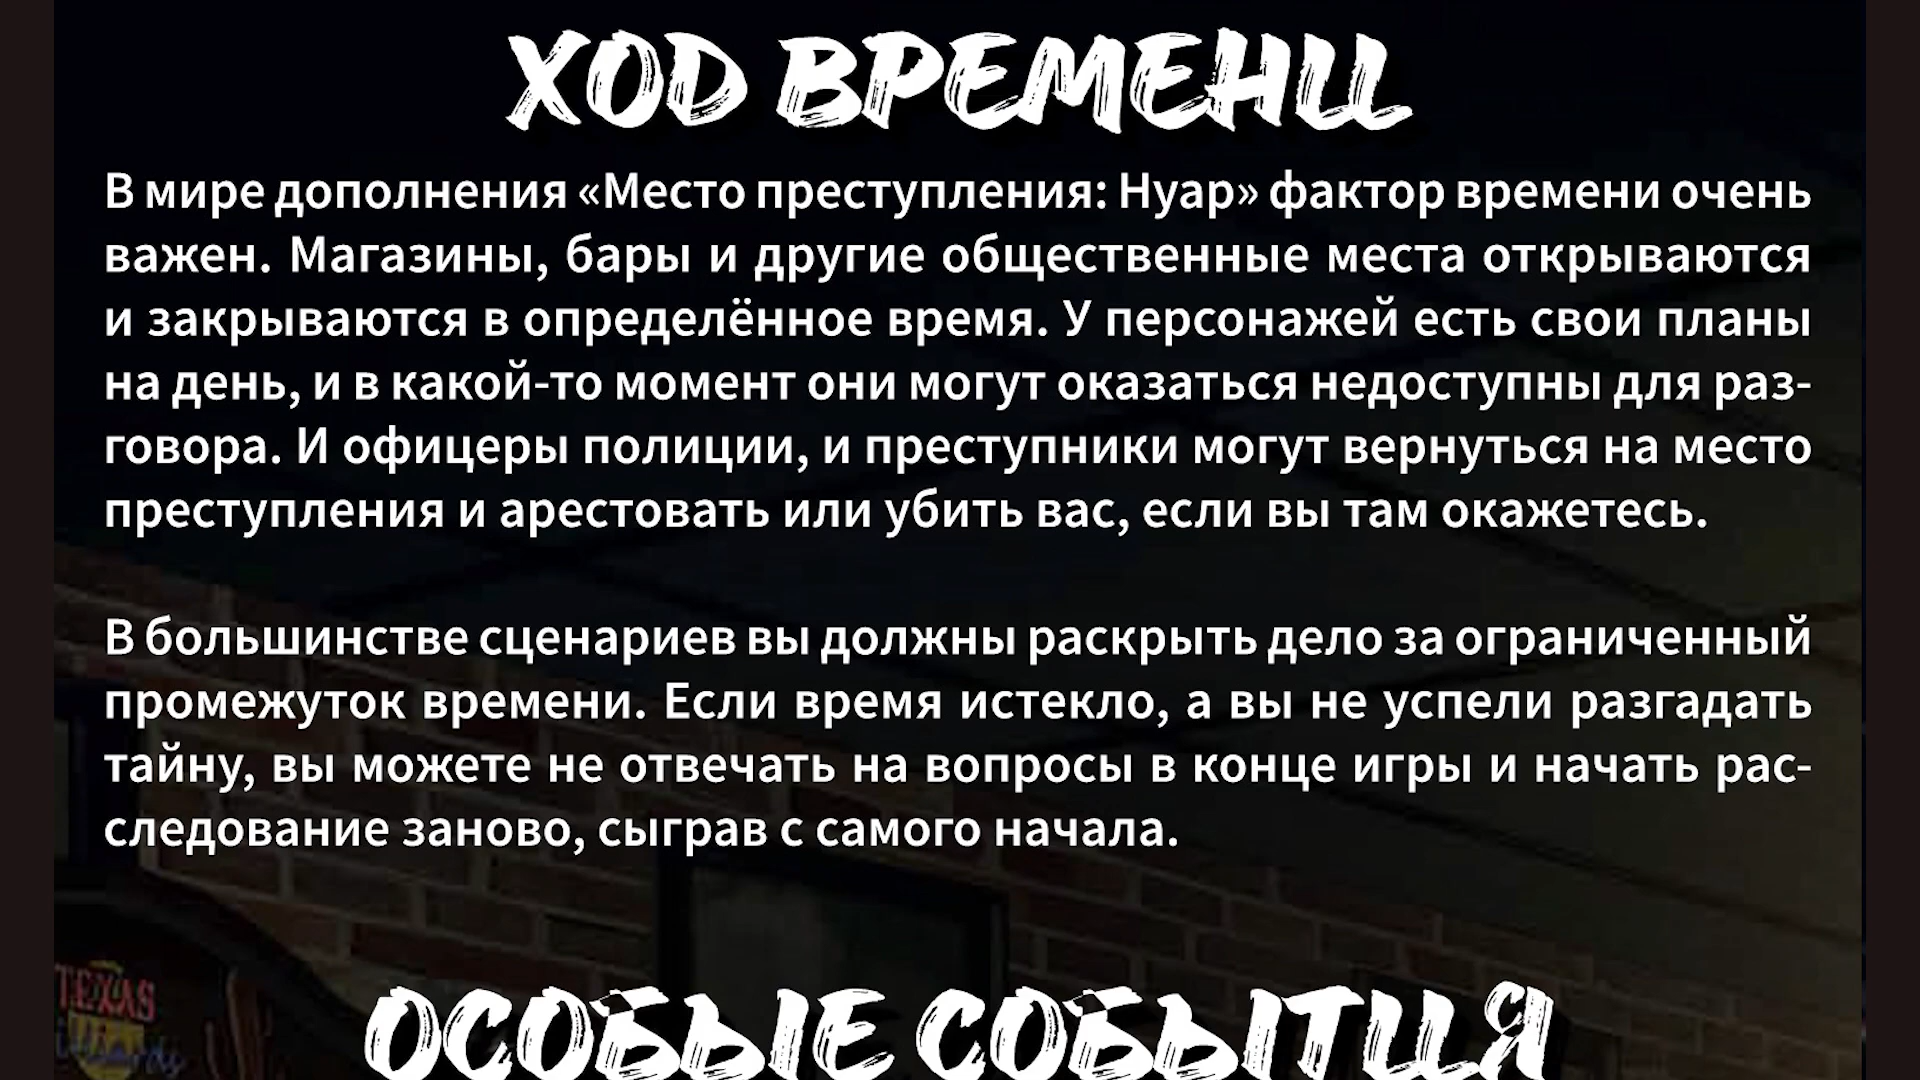 ХОД ВРЕМЕНИ
В мире дополнения «Место преступления: Нуар» фактор времени очень
важен. Магазины, бары и другие общественные места открываются
и закрываются в определённое время. У персонажей есть свои планы
на день, и в какой-то момент они могут оказаться недоступны для раз-
говора. И офицеры полиции, и преступники могут вернуться на место
преступления и арестовать или убить вас, если вы там окажетесь.
В большинстве сценариев вы должны раскрыть дело за ограниченный
промежуток времени. Если время истекло, а вы не успели разгадать
тайну, вы можете не отвечать на вопросы в конце игры и начать рас-
следование заново, сыграв с самого начала.
TEXAS
ОСОБЫЕ СОБЫТИЯ